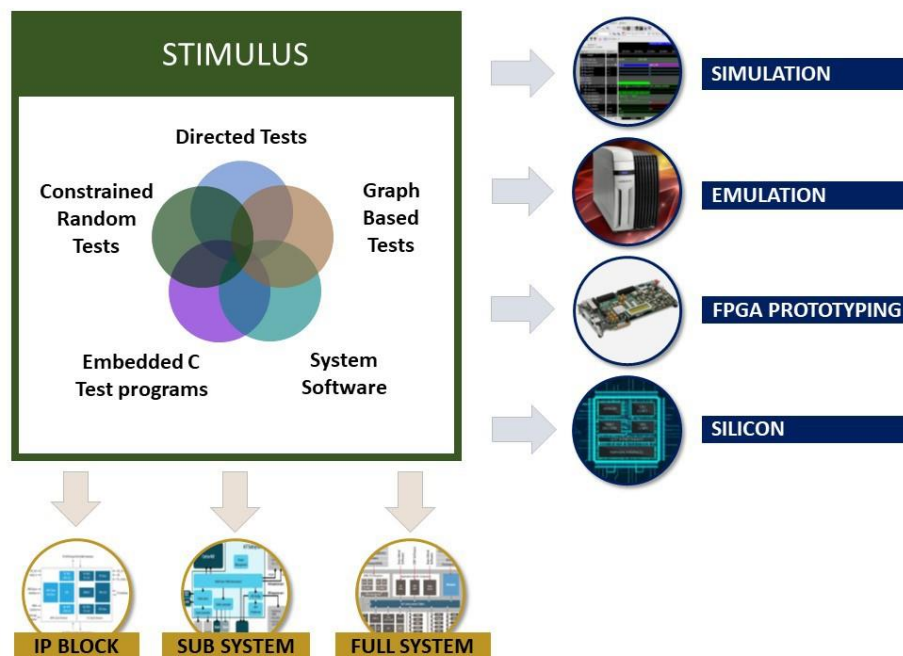 STIMULUS
Directed Tests
Constrained
Random
Tests
Graph
Based
Tests
Embedded C
Test programs
System
Software
SIMULATION
EMULATION
FPGA PROTOTYPING
SILICON
IP BLOCK
SUB SYSTEM
FULL SYSTEM